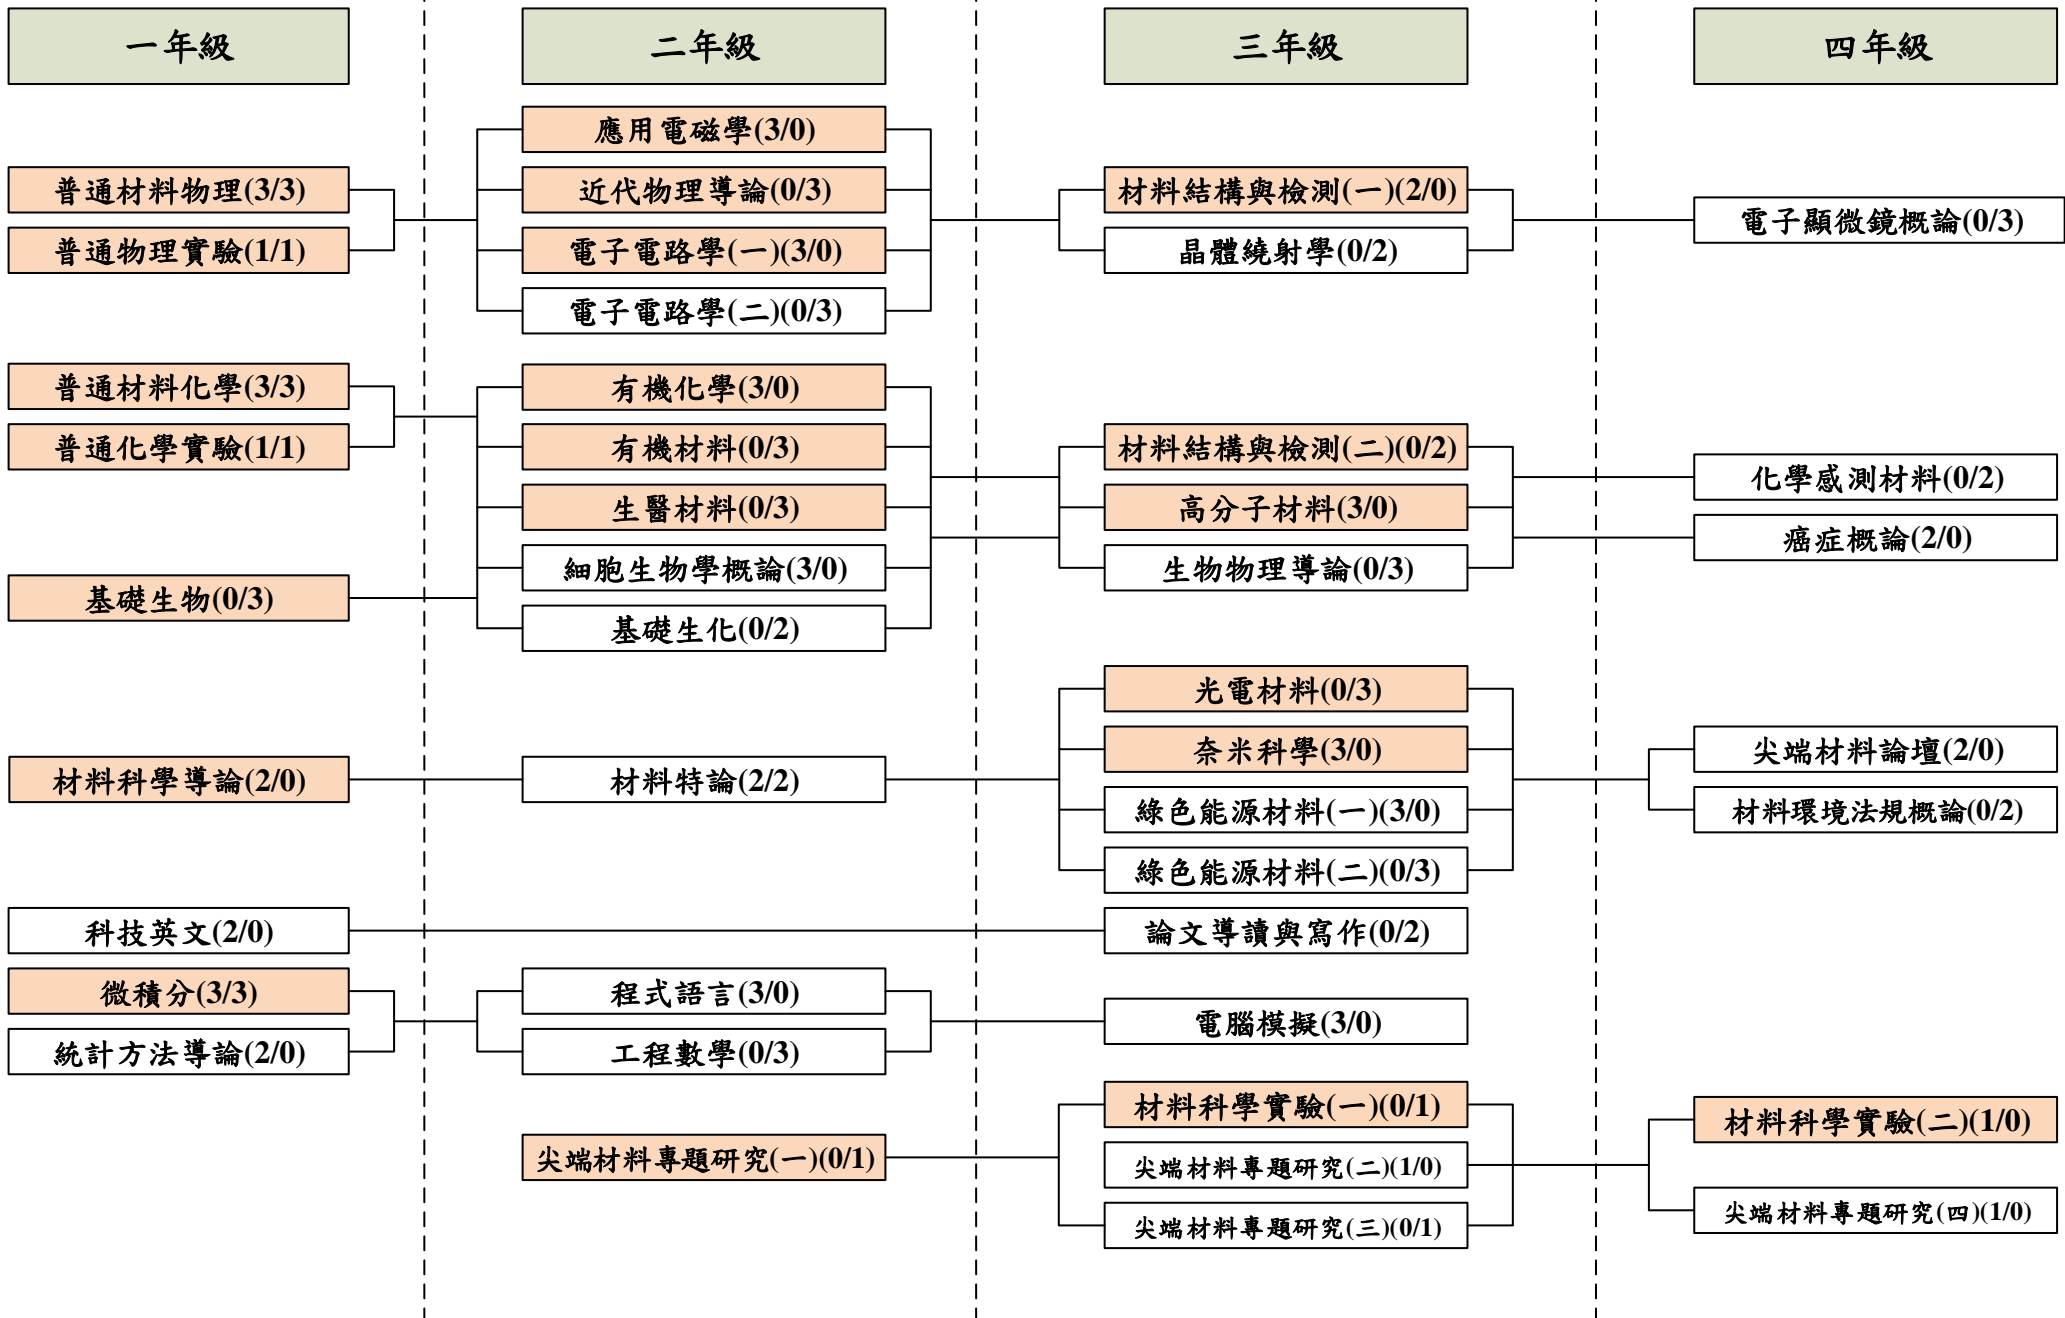 一年級
二年級
三年級
四年級
應用電磁學(3/0)
普通材料物理(3/3)
近代物理導論(0/3)
材料結構與檢測(一)(2/0)
電子顯微鏡概論(0/3)
普通物理實驗(1/1)
電子電路學(一)(3/0)
晶體繞射學(0/2)
電子電路學(二)(0/3)
普通材料化學(3/3)
有機化學(3/0)
普通化學實驗(1/1)
有機材料(0/3)
材料結構與檢測(二)(0/2)
化學感測材料(0/2)
生醫材料(0/3)
高分子材料(3/0)
癌症概論(2/0)
細胞生物學概論(3/0)
生物物理導論(0/3)
基礎生物(0/3)
基礎生化(0/2)
光電材料(0/3)
奈米科學(3/0)
尖端材料論壇(2/0)
材料科學導論(2/0)
材料特論(2/2)
綠色能源材料(一)(3/0)
材料環境法規概論(0/2)
綠色能源材料(二)(0/3)
科技英文(2/0)
論文導讀與寫作(0/2)
微積分(3/3)
程式語言(3/0)
電腦模擬(3/0)
統計方法導論(2/0)
工程數學(0/3)
材料科學實驗(一)(0/1)
材料科學實驗(二)(1/0)
尖端材料專題研究(一)(0/1)
尖端材料專題研究(二)(1/0)
尖端材料專題研究(三)(0/1)
尖端材料專題研究(四)(1/0)